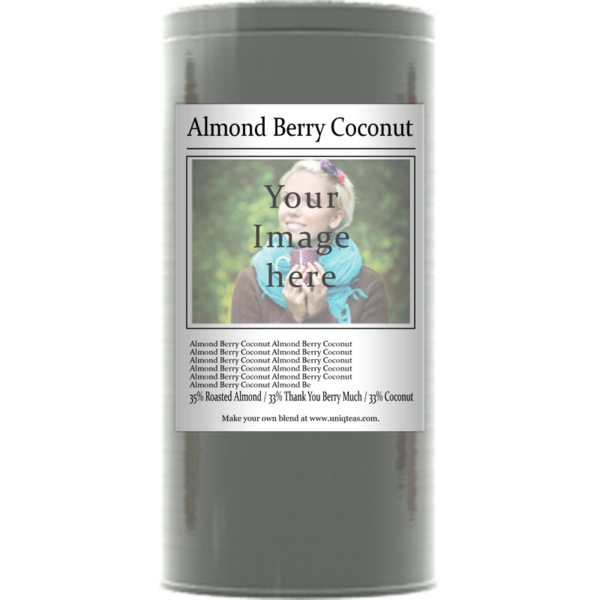 Almond Berry Coconut
Your
Image
here
Almond Berry Coconut Almond Berry Coconut
Almond Berry Coconut Almond Berry Coconut
Almond Berry Coconut Almond Berry Coconut
Almond Berry Coconut Almond Berry Coconut
Almond Berry Coconut Almond Berry Coconut
Almond Berry Coconut Almond Be
35% Roasted Almond / 33% Thank You Berry Much / 33% Coconut
Make your own blend at www.uniqteas.com.